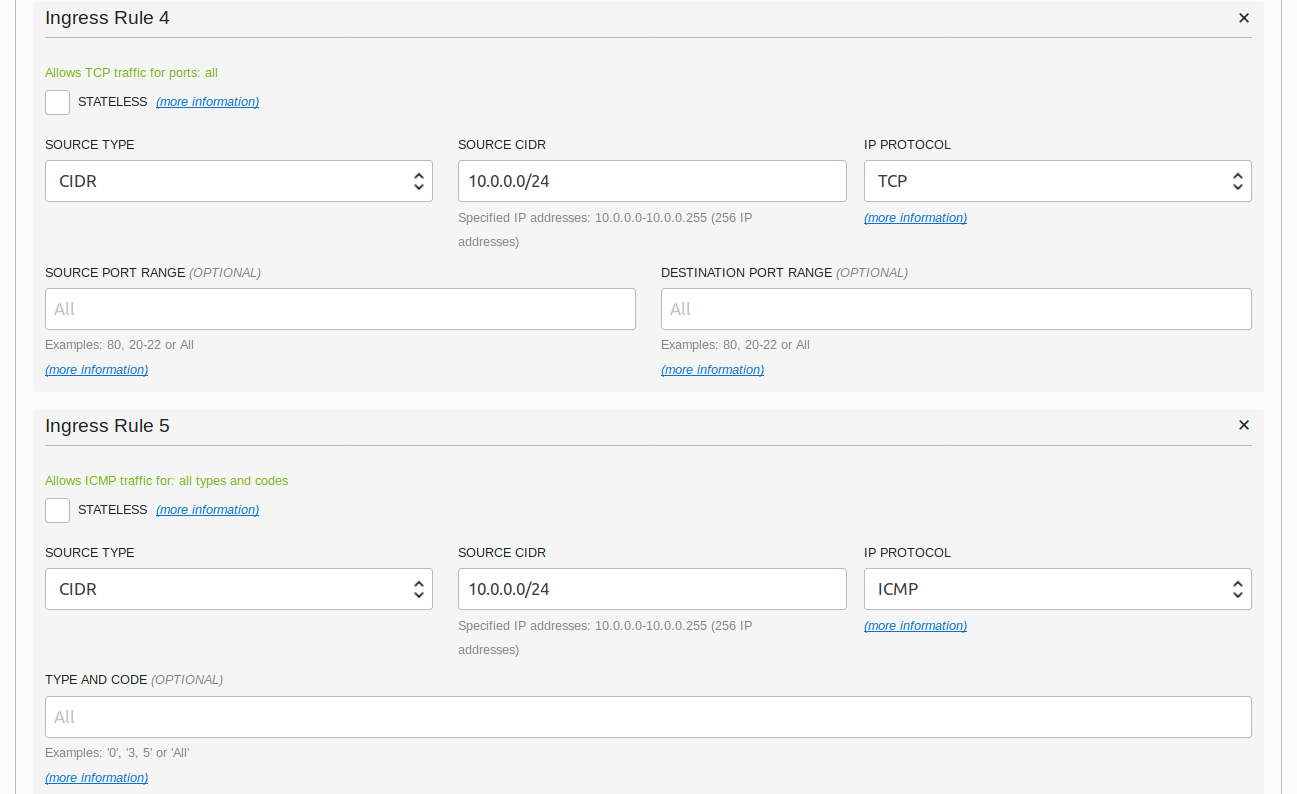 Ingress Rule 4 ×
Allows TCP traffic for ports: all
STATELESS (more information)
SOURCE TYPE SOURCE CIDR IP PROTOCOL
CIDR 10.0.0.0/24 TCP
Specified IP addresses: 10.0.0.0-10.0.0.255 (256 IP (more information)
addresses)
SOURCE PORT RANGE (OPTIONAL) DESTINATION PORT RANGE (OPTIONAL)
All All
Examples: 80, 20-22 or All Examples: 80, 20-22 or All
(more information) (more information)
Ingress Rule 5 ×
Allows ICMP traffic for: all types and codes
STATELESS (more information)
SOURCE TYPE SOURCE CIDR IP PROTOCOL
CIDR 10.0.0.0/24 ICMP
Specified IP addresses: 10.0.0.0-10.0.0.255 (256 IP (more information)
addresses)
TYPE AND CODE (OPTIONAL)
All
Examples: '0', '3, 5' or 'All'
(more information)